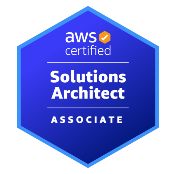 aws
certified
Solutions
Architect
ASSOCIATE